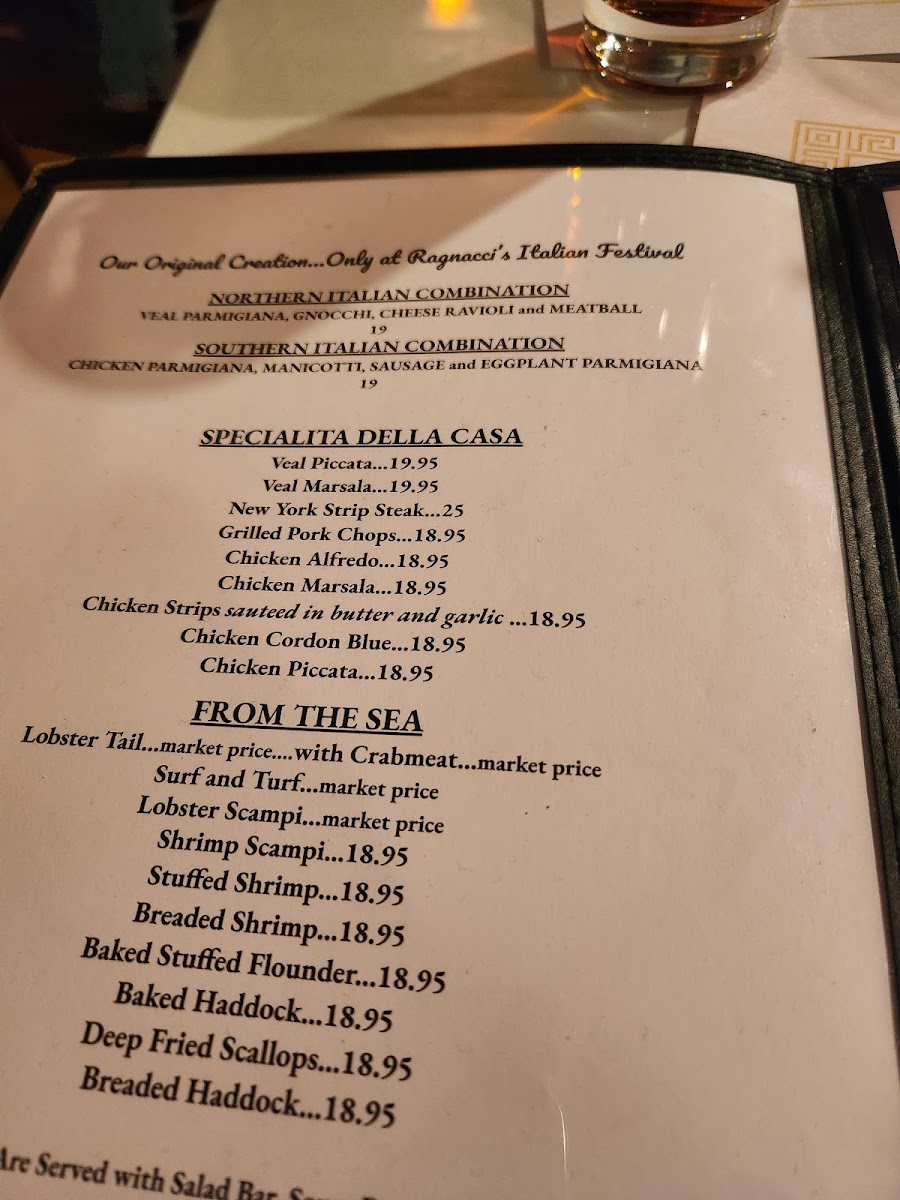 Our Original Creation...Only at Ragnacci's Italian Festival
NORTHERN ITALIAN COMBINATION
VEAL PARMIGIANA, GNOCCHI, CHEESE RAVIOLI and MEATBALL
19
SOUTHERN ITALIAN COMBINATION
CHICKEN PARMIGIANA, MANICOTTI, SAUSAGE and EGGPLANT PARMIGIANA
19
SPECIALITA DELLA CASA
Veal Piccata...19.95
Veal Marsala...19.95
New York Strip Steak...25
Grilled Pork Chops...18.95
Chicken Alfredo...18.95
Chicken Marsala...18.95
Chicken Strips sauteed in butter and garlic ...18.95
Chicken Cordon Blue...18.95
Chicken Piccata...18.95
FROM THE SEA
Lobster Tail...market price....with Crabmeat...market price
Surf and Turf...market price
Lobster Scampi...market price
Shrimp Scampi...18.95
Stuffed Shrimp...18.95
Breaded Shrimp...18.95
Baked Stuffed Flounder...18.95
Baked Haddock...18.95
Deep Fried Scallops...18.95
Breaded Haddock...18.95
Are Served with Salad Bar,